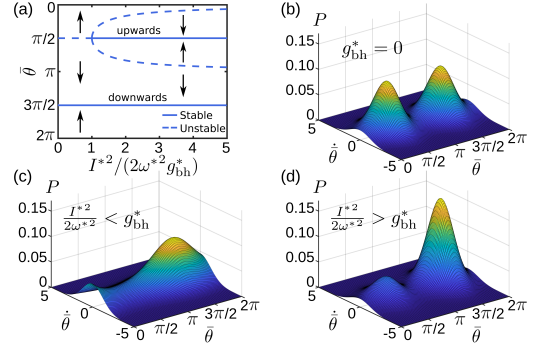 (a)
0
π/2
θ̄ π
3π/2
2π
upwards
downwards
Stable
Unstable
0 1 2 3 4 5
I*²/(2ω*²g*bh)
(b)
P
g*bh = 0
0.15
0.10
0.05
0
5
0
-5
θ̄̇
0 π/2 π 3π/2 2π
θ̄
(c)
P
I*²/2ω*² < g*bh
0.15
0.10
0.05
0
5
0
-5
θ̄̇
0 π/2 π 3π/2 2π
θ̄
(d)
P
I*²/2ω*² > g*bh
0.15
0.10
0.05
0
5
0
-5
θ̄̇
0 π/2 π 3π/2 2π
θ̄